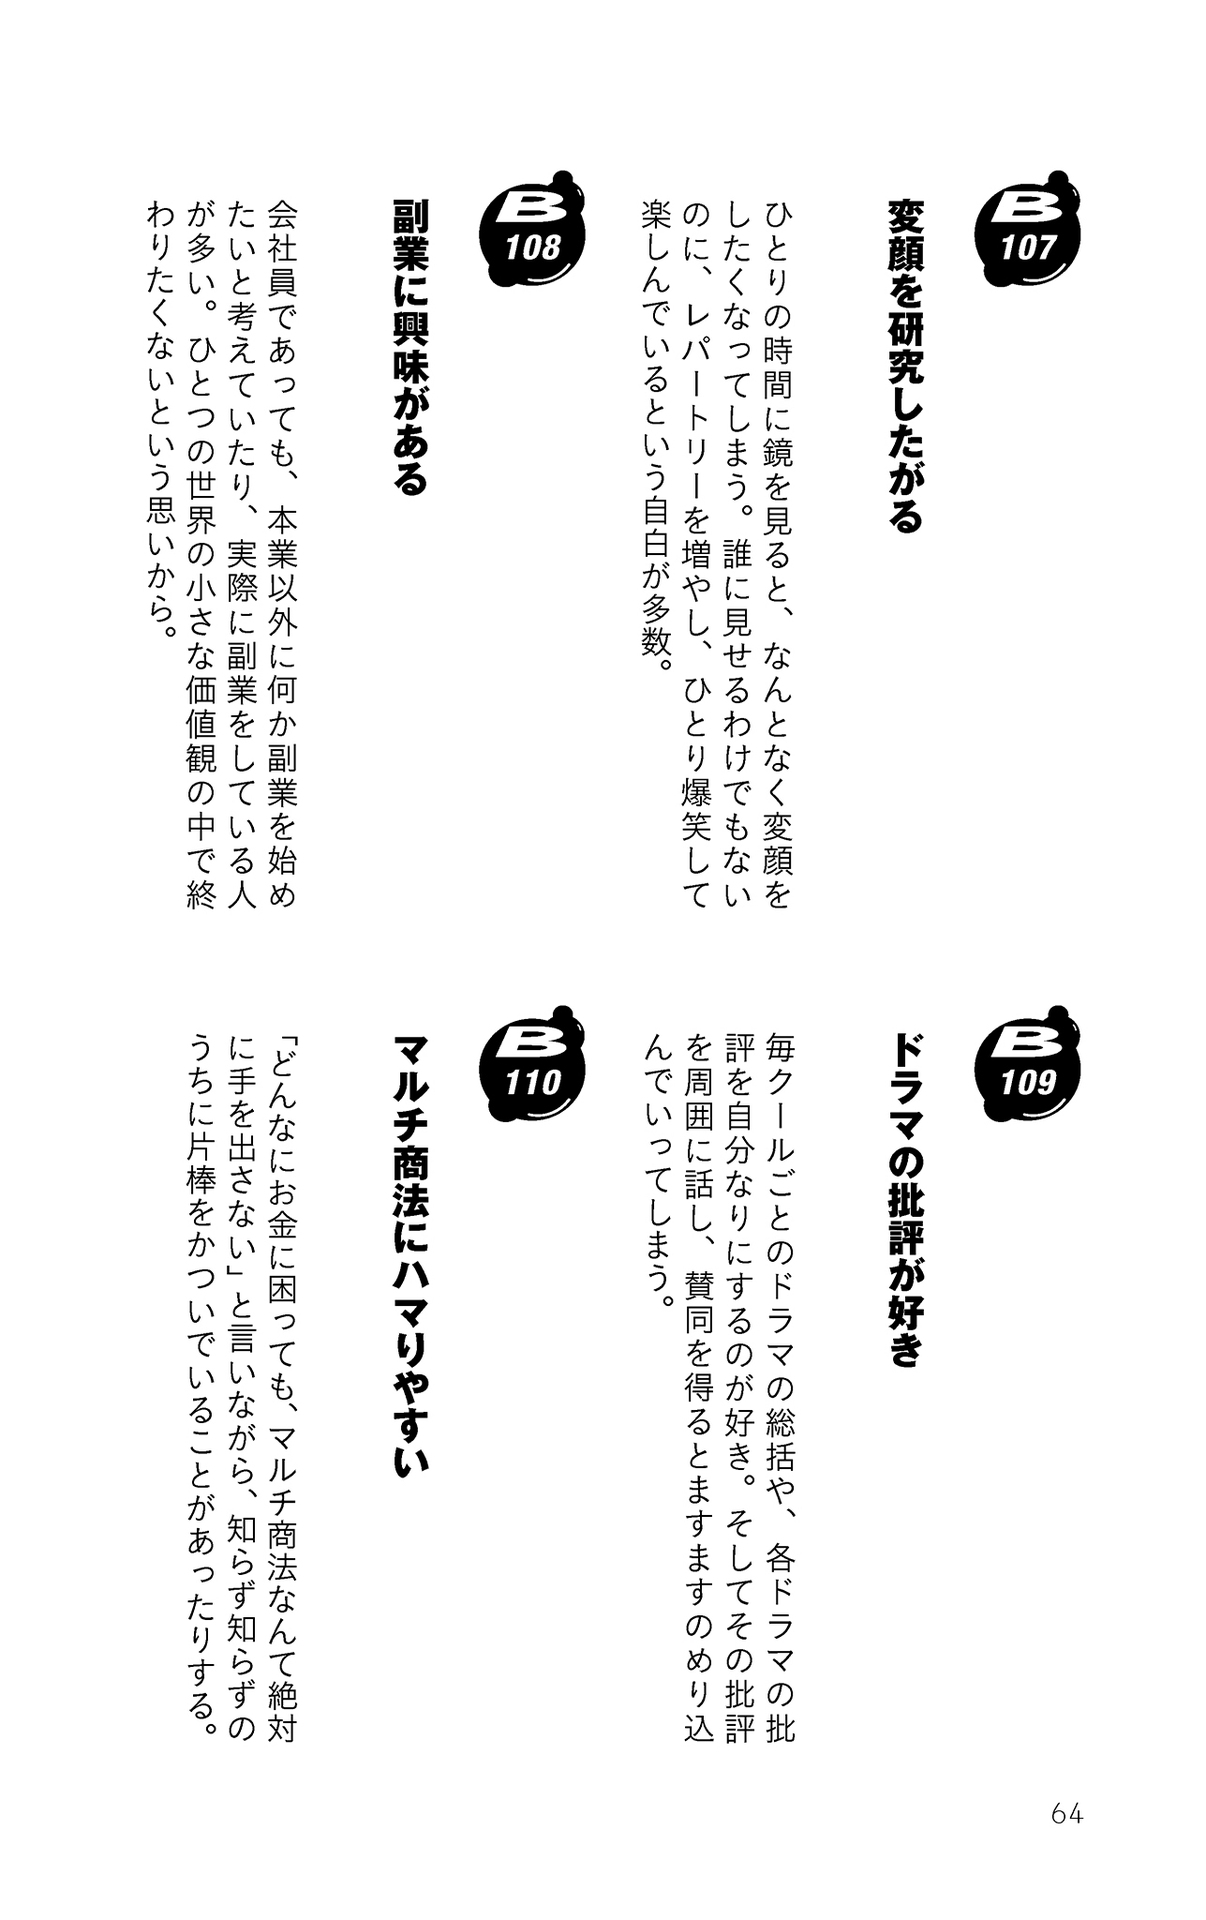 B
107
変顔を研究したがる
ひとりの時間に鏡を見ると、なんとなく変顔を
したくなってしまう。誰に見せるわけでもない
のに、レパートリーを増やし、ひとり爆笑して
楽しんでいるという自白が多数。
B
108
副業に興味がある
会社員であっても、本業以外に何か副業を始め
たいと考えていたり、実際に副業をしている人
が多い。ひとつの世界の小さな価値観の中で終
わりたくないという思いから。
B
109
ドラマの批評が好き
毎クールごとのドラマの総括や、各ドラマの批
評を自分なりにするのが好き。そしてその批評
を周囲に話し、賛同を得るとますますのめり込
んでいってしまう。
B
110
マルチ商法にハマりやすい
「どんなにお金に困っても、マルチ商法なんて絶対
に手を出さない」と言いながら、知らず知らずの
うちに片棒をかついでいることがあったりする。
64